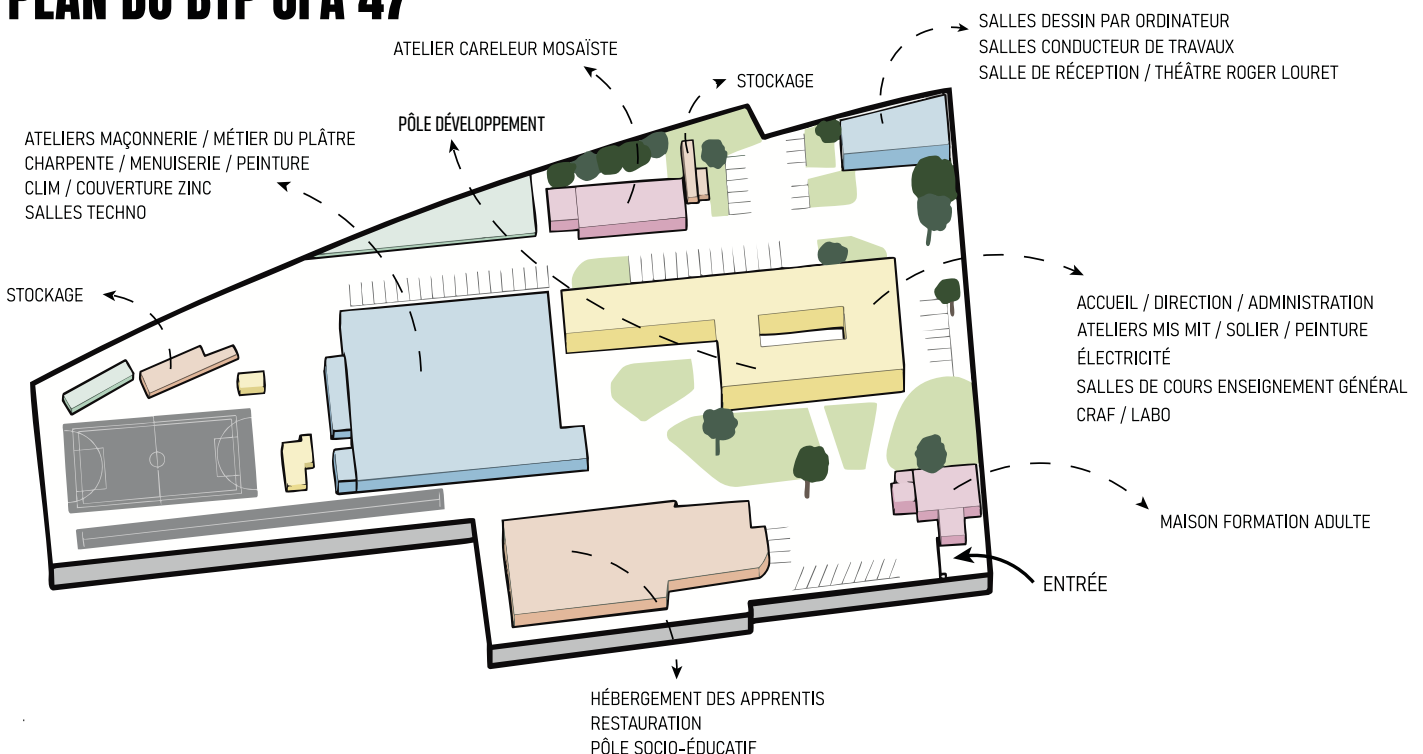 PLAN DU BTP CFA 47
SALLES DESSIN PAR ORDINATEUR
SALLES CONDUCTEUR DE TRAVAUX
SALLE DE RÉCEPTION / THÉÂTRE ROGER LOURET
ATELIER CARELEUR MOSAÏSTE
STOCKAGE
PÔLE DÉVELOPPEMENT
ATELIERS MAÇONNERIE / MÉTIER DU PLÂTRE
CHARPENTE / MENUISERIE / PEINTURE
CLIM / COUVERTURE ZINC
SALLES TECHNO
STOCKAGE
ACCUEIL / DIRECTION / ADMINISTRATION
ATELIERS MIS MIT / SOLIER / PEINTURE
ÉLECTRICITÉ
SALLES DE COURS ENSEIGNEMENT GÉNÉRAL
CRAF / LABO
MAISON FORMATION ADULTE
ENTRÉE
HÉBERGEMENT DES APPRENTIS
RESTAURATION
PÔLE SOCIO-ÉDUCATIF